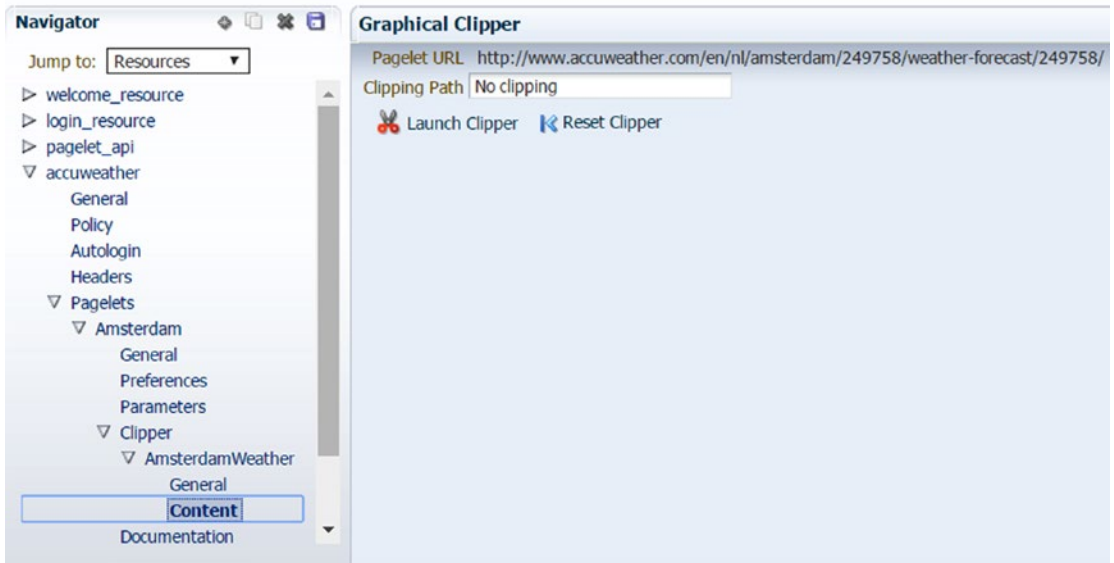 Navigator
Jump to: Resources
welcome_resource
login_resource
pagelet_api
accuweather
General
Policy
Autologin
Headers
Pagelets
Amsterdam
General
Preferences
Parameters
Clipper
AmsterdamWeather
General
Content
Documentation
Graphical Clipper
Pagelet URL http://www.accuweather.com/en/nl/amsterdam/249758/weather-forecast/249758/
Clipping Path No clipping
Launch Clipper Reset Clipper